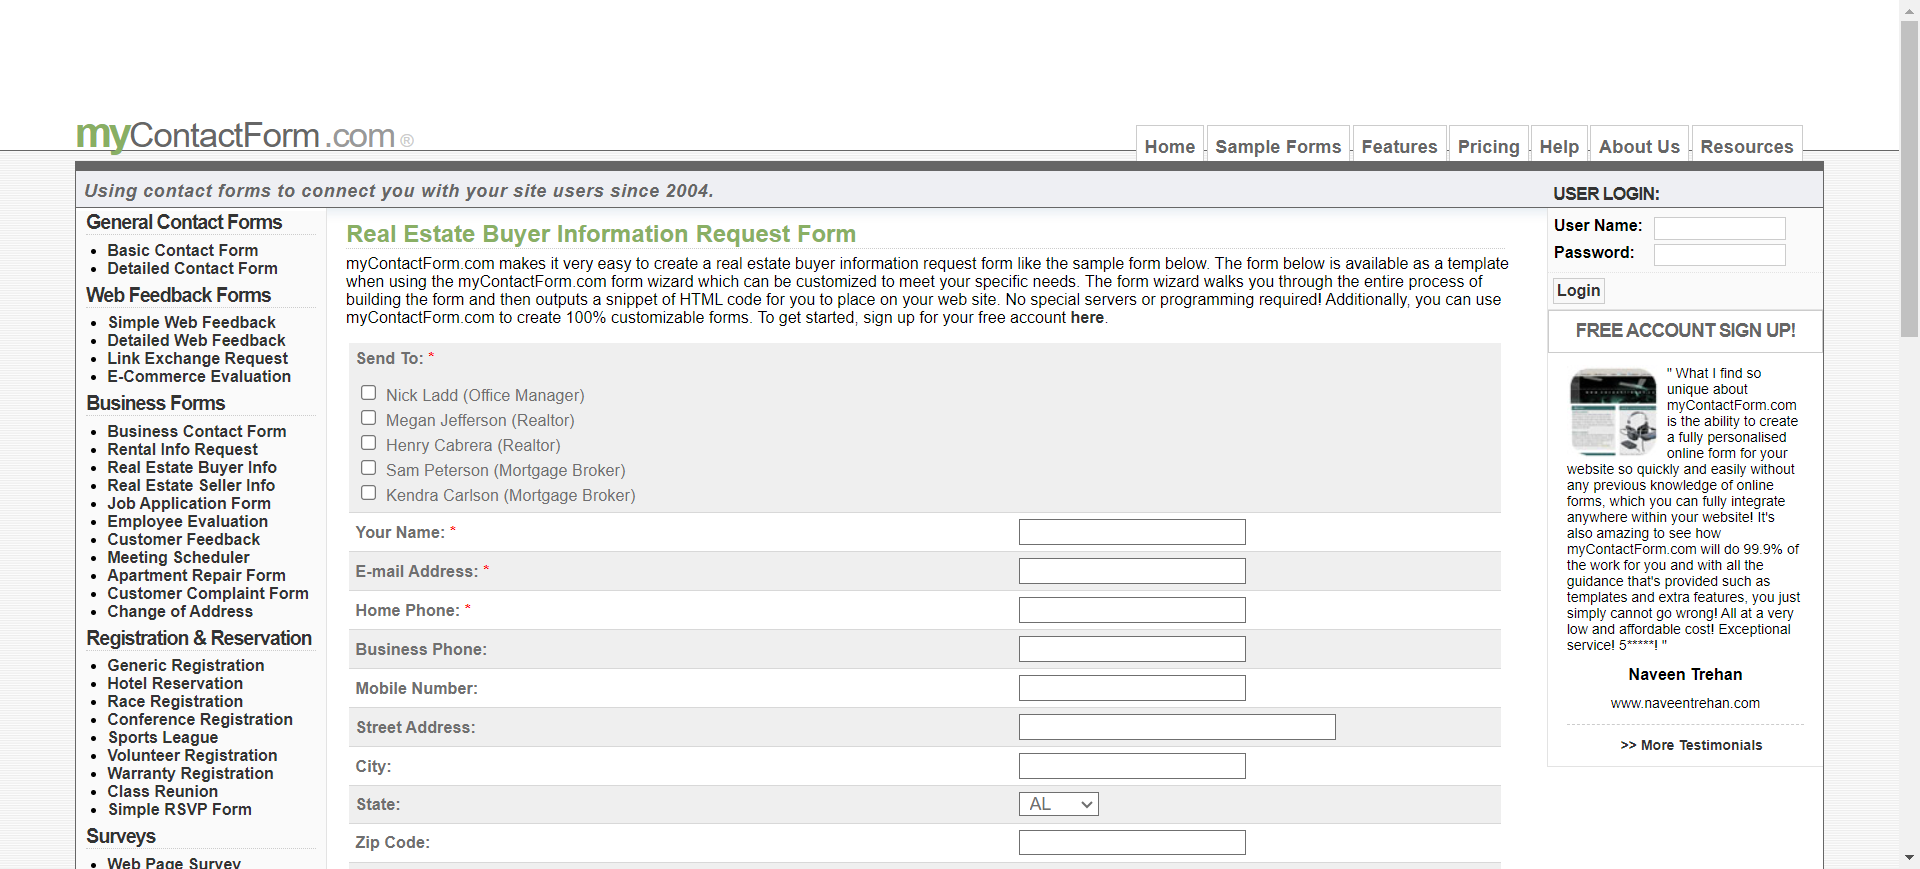 myContactForm.com®
Home
Sample Forms
Features
Pricing
Help
About Us
Resources
Using contact forms to connect you with your site users since 2004.
USER LOGIN:
General Contact Forms
Basic Contact Form
Detailed Contact Form
Web Feedback Forms
Simple Web Feedback
Detailed Web Feedback
Link Exchange Request
E-Commerce Evaluation
Business Forms
Business Contact Form
Rental Info Request
Real Estate Buyer Info
Real Estate Seller Info
Job Application Form
Employee Evaluation
Customer Feedback
Meeting Scheduler
Apartment Repair Form
Customer Complaint Form
Change of Address
Registration & Reservation
Generic Registration
Hotel Reservation
Race Registration
Conference Registration
Sports League
Volunteer Registration
Warranty Registration
Class Reunion
Simple RSVP Form
Surveys
Web Page Survey
Real Estate Buyer Information Request Form
myContactForm.com makes it very easy to create a real estate buyer information request form like the sample form below. The form below is available as a template
when using the myContactForm.com form wizard which can be customized to meet your specific needs. The form wizard walks you through the entire process of
building the form and then outputs a snippet of HTML code for you to place on your web site. No special servers or programming required! Additionally, you can use
myContactForm.com to create 100% customizable forms. To get started, sign up for your free account here.
Send To: *
Nick Ladd (Office Manager)
Megan Jefferson (Realtor)
Henry Cabrera (Realtor)
Sam Peterson (Mortgage Broker)
Kendra Carlson (Mortgage Broker)
Your Name: *
E-mail Address: *
Home Phone: *
Business Phone:
Mobile Number:
Street Address:
City:
State:
AL
Zip Code:
User Name:
Password:
Login
FREE ACCOUNT SIGN UP!
" What I find so
unique about
myContactForm.com
is the ability to create
a fully personalised
online form for your
website so quickly and easily without
any previous knowledge of online
forms, which you can fully integrate
anywhere within your website! It's
also amazing to see how
myContactForm.com will do 99.9% of
the work for you and with all the
guidance that's provided such as
templates and extra features, you just
simply cannot go wrong! All at a very
low and affordable cost! Exceptional
service! 5*****! "
Naveen Trehan
www.naveentrehan.com
>> More Testimonials